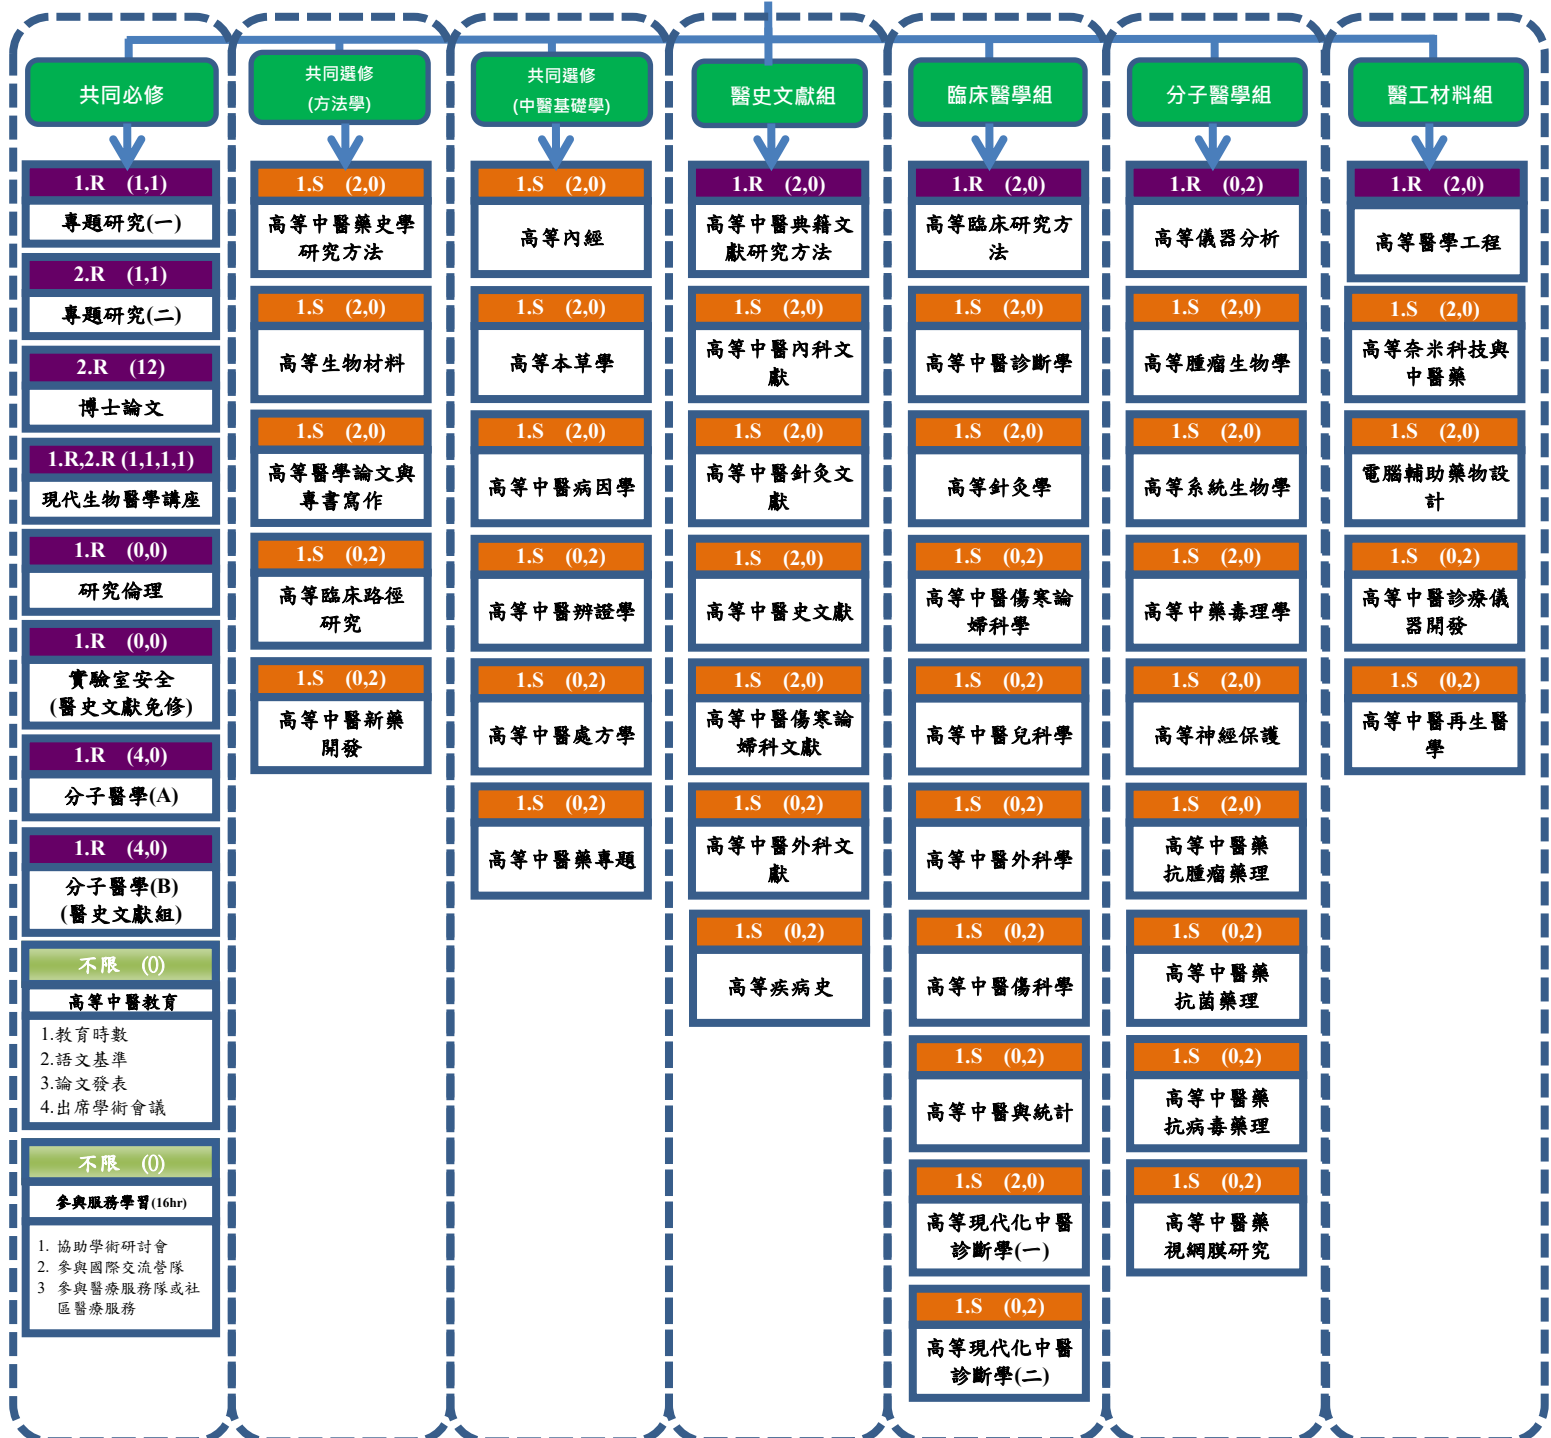 共同必修
1.R (1,1)
專題研究(一)
2.R (1,1)
專題研究(二)
2.R (12)
博士論文
1.R,2.R (1,1,1,1)
現代生物醫學講座
1.R (0,0)
研究倫理
1.R (0,0)
實驗室安全
(醫史文獻免修)
1.R (4,0)
分子醫學(A)
1.R (4,0)
分子醫學(B)
(醫史文獻組)
不限 (0)
高等中醫教育
1.教育時數
2.語文基準
3.論文發表
4.出席學術會議
不限 (0)
參與服務學習(16hr)
1. 協助學術研討會
2. 參與國際交流營隊
3 參與醫療服務隊或社
區醫療服務
共同選修
(方法學)
1.S (2,0)
高等中醫藥史學
研究方法
1.S (2,0)
高等生物材料
1.S (2,0)
高等醫學論文與
專書寫作
1.S (0,2)
高等臨床路徑
研究
1.S (0,2)
高等中醫新藥
開發
共同選修
(中醫基礎學)
1.S (2,0)
高等內經
1.S (2,0)
高等本草學
1.S (2,0)
高等中醫病因學
1.S (0,2)
高等中醫辨證學
1.S (0,2)
高等中醫處方學
1.S (0,2)
高等中醫藥專題
醫史文獻組
1.R (2,0)
高等中醫典籍文
獻研究方法
1.S (2,0)
高等中醫內科文
獻
1.S (2,0)
高等中醫針灸文
獻
1.S (2,0)
高等中醫史文獻
1.S (2,0)
高等中醫傷寒論
婦科文獻
1.S (0,2)
高等中醫外科文
獻
1.S (0,2)
高等疾病史
臨床醫學組
1.R (2,0)
高等臨床研究方
法
1.S (2,0)
高等中醫診斷學
1.S (2,0)
高等針灸學
1.S (0,2)
高等中醫傷寒論
婦科學
1.S (0,2)
高等中醫兒科學
1.S (0,2)
高等中醫外科學
1.S (0,2)
高等中醫傷科學
1.S (0,2)
高等中醫與統計
1.S (2,0)
高等現代化中醫
診斷學(一)
1.S (0,2)
高等現代化中醫
診斷學(二)
分子醫學組
1.R (0,2)
高等儀器分析
1.S (2,0)
高等腫瘤生物學
1.S (2,0)
高等系統生物學
1.S (2,0)
高等中藥毒理學
1.S (2,0)
高等神經保護
1.S (2,0)
高等中醫藥
抗腫瘤藥理
1.S (0,2)
高等中醫藥
抗菌藥理
1.S (0,2)
高等中醫藥
抗病毒藥理
1.S (0,2)
高等中醫藥
視網膜研究
醫工材料組
1.R (2,0)
高等醫學工程
1.S (2,0)
高等奈米科技與
中醫藥
1.S (2,0)
電腦輔助藥物設
計
1.S (0,2)
高等中醫診療儀
器開發
1.S (0,2)
高等中醫再生醫
學